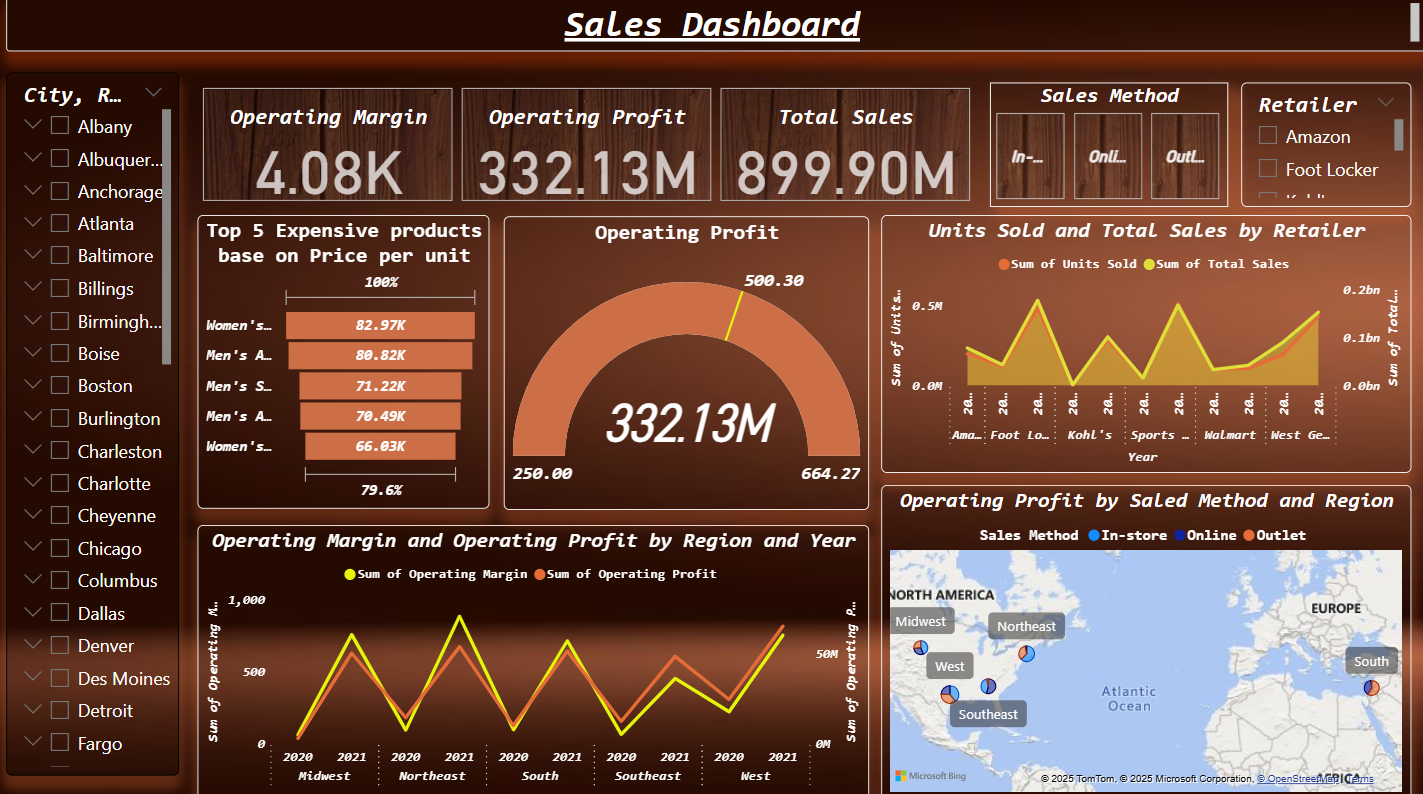 Sales Dashboard
City, R…
Albany
Albuquer…
Anchorage
Atlanta
Baltimore
Billings
Birmingh…
Boise
Boston
Burlington
Charleston
Charlotte
Cheyenne
Chicago
Columbus
Dallas
Denver
Des Moines
Detroit
Fargo
Operating Margin
4.08K
Operating Profit
332.13M
Total Sales
899.90M
Sales Method
In-…
Onli…
Outl…
Retailer
Amazon
Foot Locker
Top 5 Expensive products
base on Price per unit
100%
Women's… 82.97K
Men's A… 80.82K
Men's S… 71.22K
Men's A… 70.49K
Women's… 66.03K
79.6%
Operating Profit
500.30
332.13M
250.00
664.27
Units Sold and Total Sales by Retailer
Sum of Units Sold Sum of Total Sales
Sum of Units…
0.5M
0.0M
0.2bn
0.1bn
0.0bn
Sum of Total…
20… 20… 20… 20… 20… 20… 20… 20… 20… 20… 20…
Ama… Foot Lo… Kohl's Sports … Walmart West Ge…
Year
Operating Margin and Operating Profit by Region and Year
Sum of Operating Margin Sum of Operating Profit
Sum of Operating M…
1,000
500
0
50M
0M
Sum of Operating P…
2020 2021 2020 2021 2020 2021 2020 2021 2020 2021
Midwest Northeast South Southeast West
Operating Profit by Saled Method and Region
Sales Method In-store Online Outlet
NORTH AMERICA
EUROPE
Midwest
Northeast
West
Southeast
South
Atlantic
Ocean
AFRICA
Microsoft Bing
© 2025 TomTom, © 2025 Microsoft Corporation, © OpenStreetMap Terms